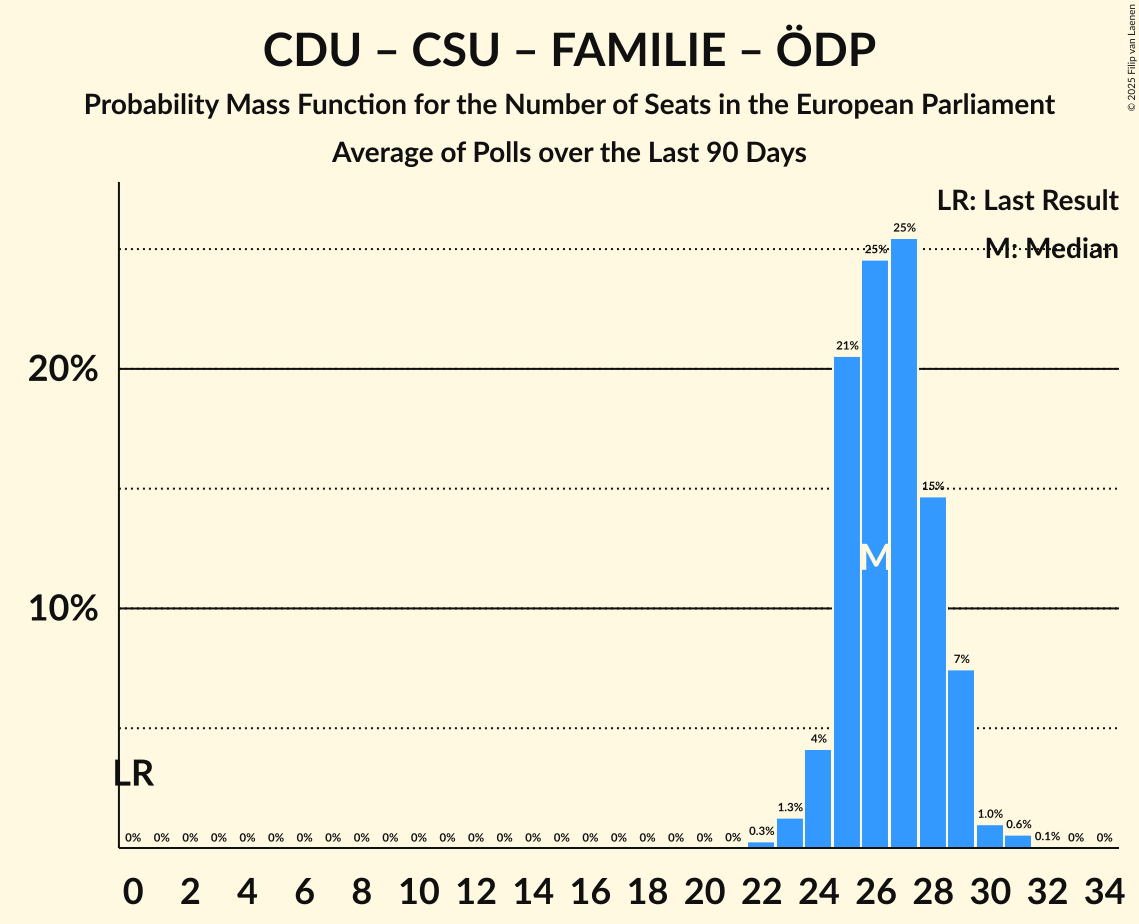 CDU – CSU – FAMILIE – ÖDP
Probability Mass Function for the Number of Seats in the European Parliament
Average of Polls over the Last 90 Days
© 2025 Filip van Laenen
LR: Last Result
M: Median
20%
10%
0% 0% 0% 0% 0% 0% 0% 0% 0% 0% 0% 0% 0% 0% 0% 0% 0% 0% 0% 0% 0% 0% 0.3% 1.3% 4% 21% 25% 25% 15% 7% 1.0% 0.6% 0.1% 0% 0%
LR
M
0 2 4 6 8 10 12 14 16 18 20 22 24 26 28 30 32 34